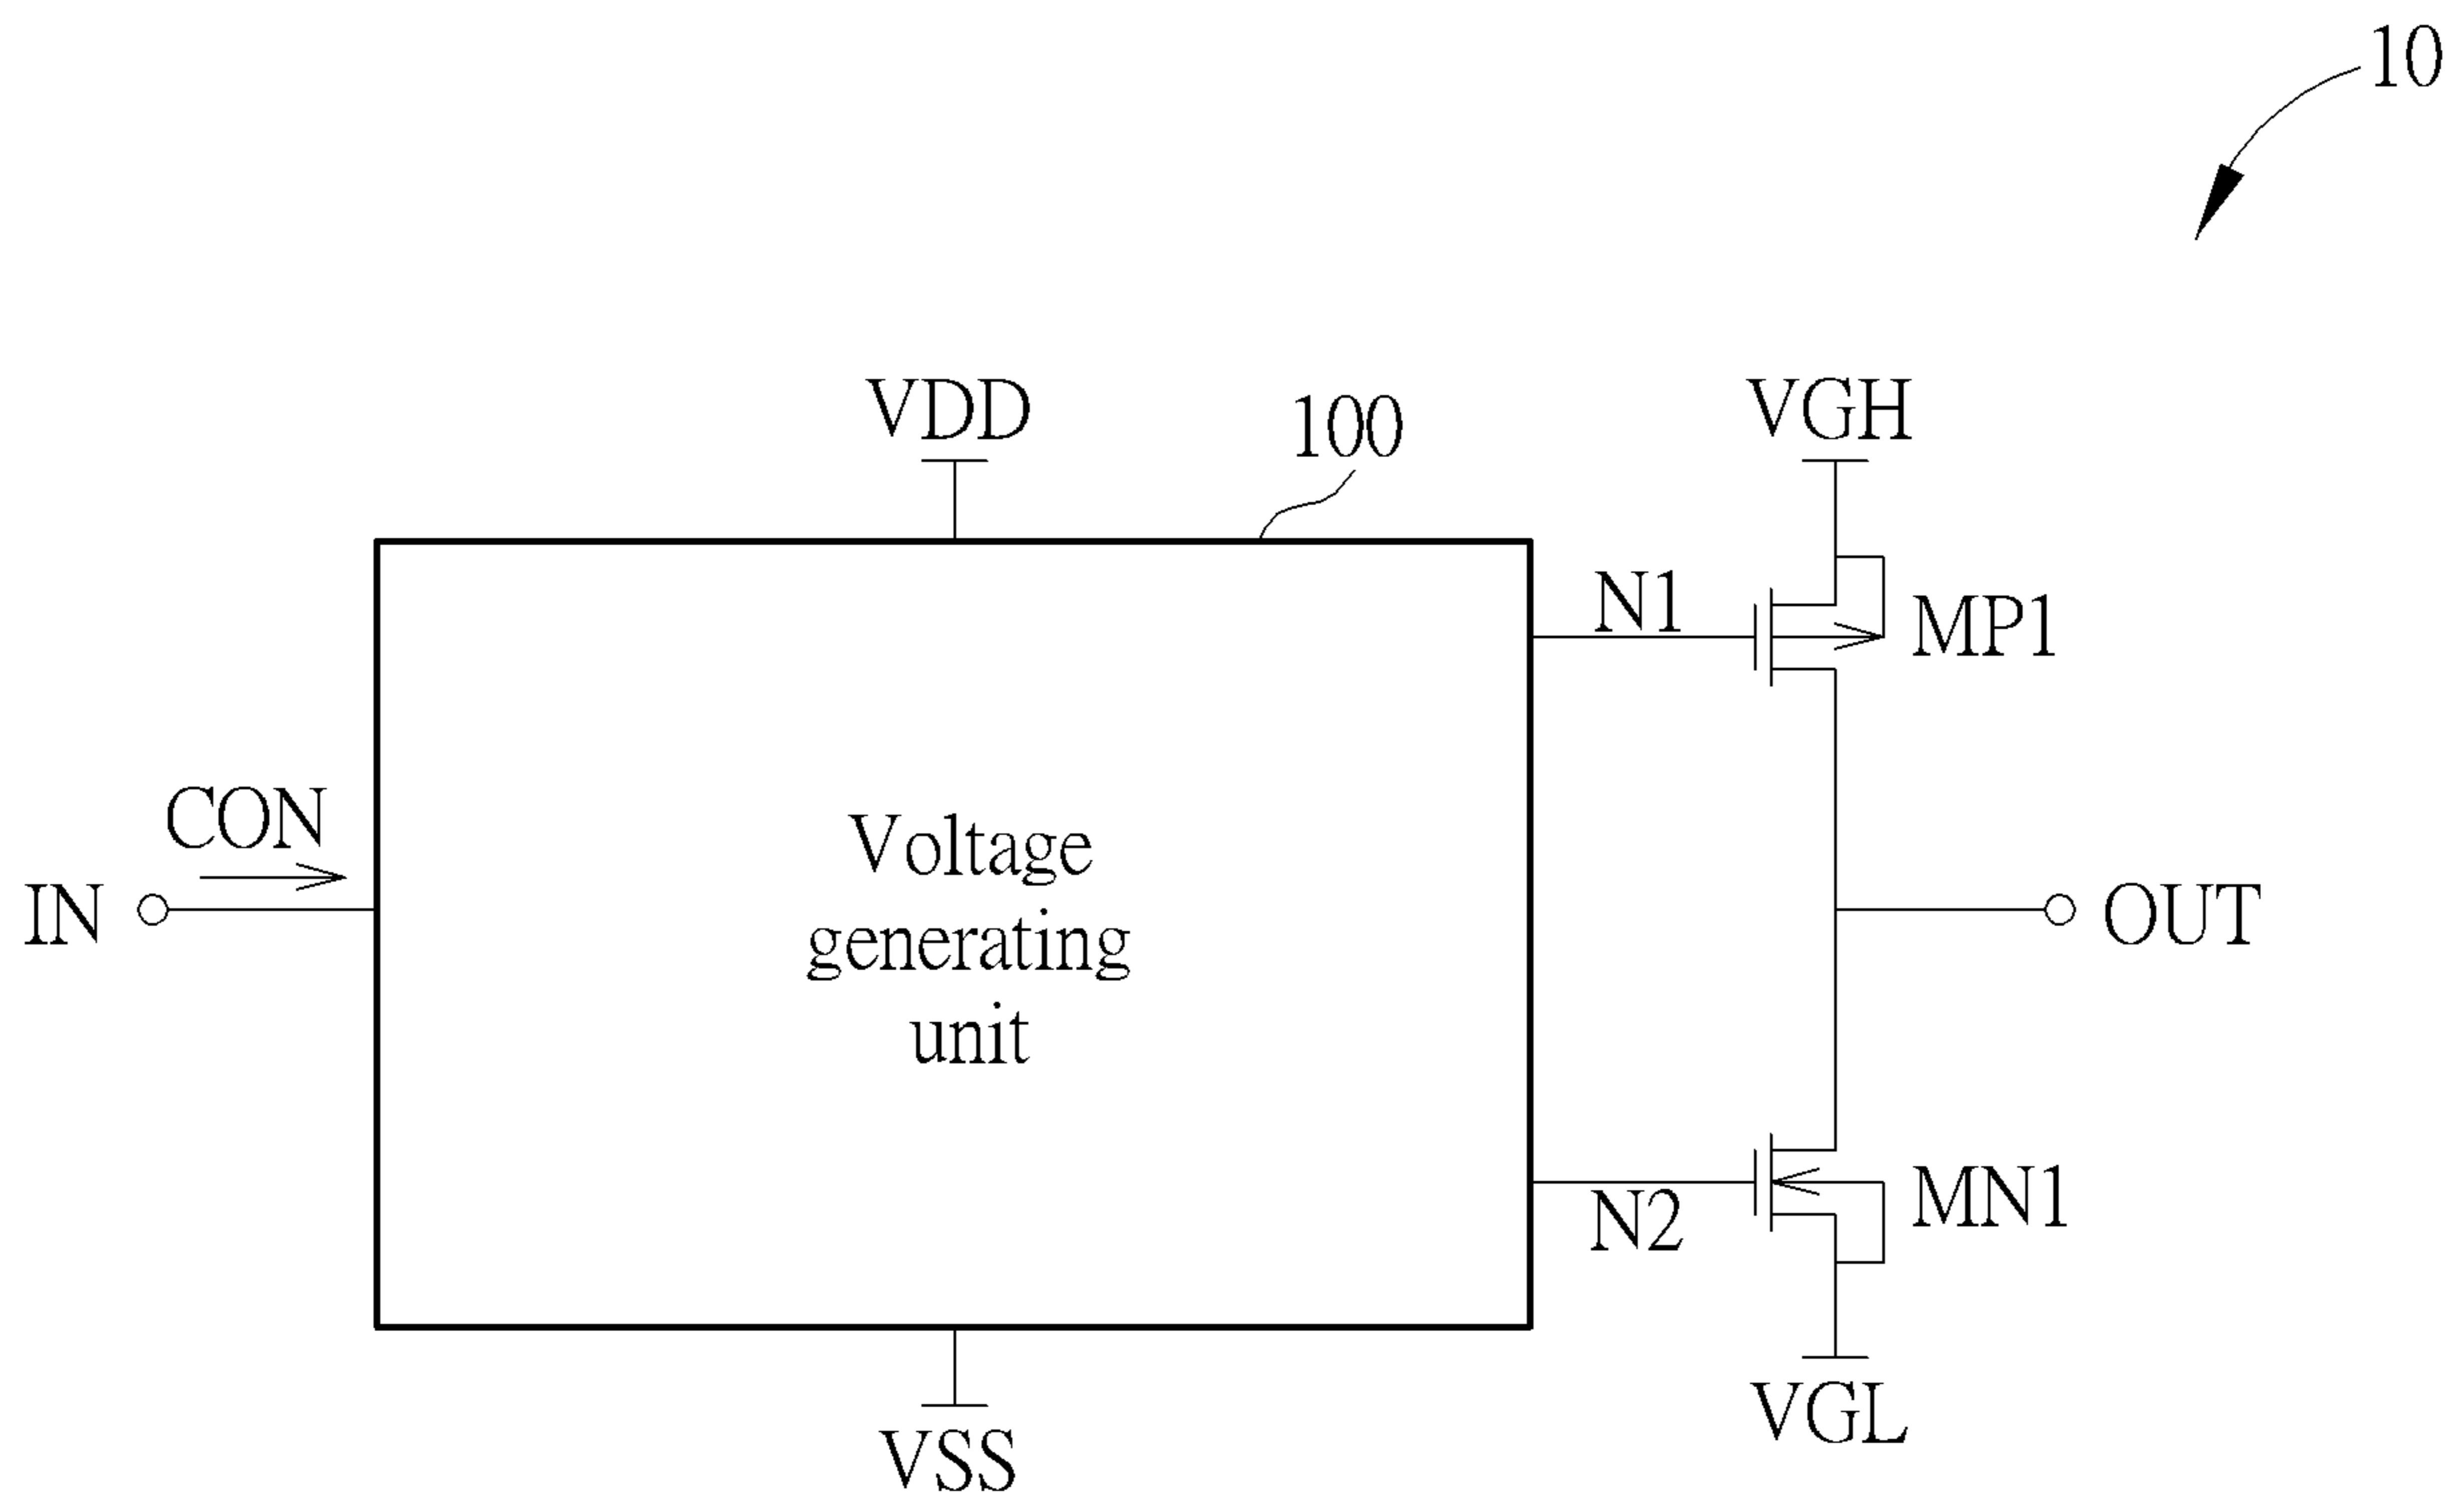 10
VDD
100
VGH
N1
MP1
CON
IN
Voltage
generating
unit
OUT
N2
MN1
VGL
VSS